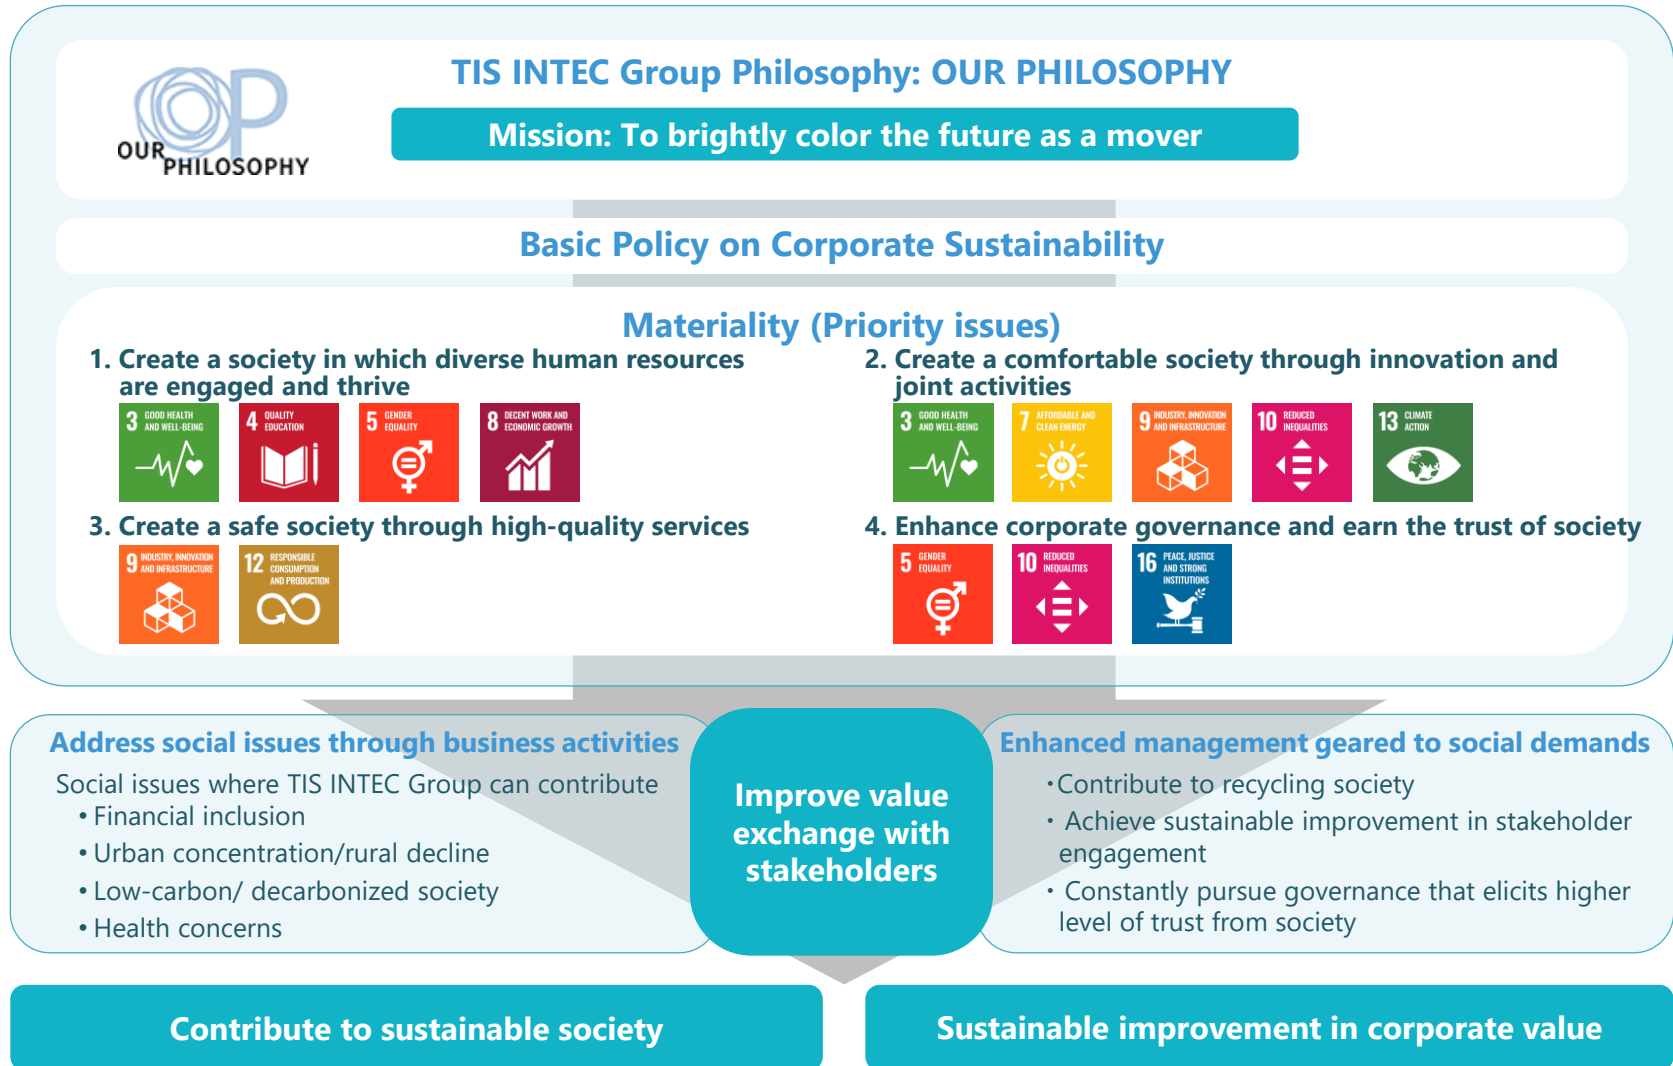 OP
OUR
PHILOSOPHY
TIS INTEC Group Philosophy: OUR PHILOSOPHY
Mission: To brightly color the future as a mover
Basic Policy on Corporate Sustainability
Materiality (Priority issues)
1. Create a society in which diverse human resources
are engaged and thrive
3 GOOD HEALTH
AND WELL-BEING
4 QUALITY
EDUCATION
5 GENDER
EQUALITY
8 DECENT WORK AND
ECONOMIC GROWTH
2. Create a comfortable society through innovation and
joint activities
3 GOOD HEALTH
AND WELL-BEING
7 AFFORDABLE AND
CLEAN ENERGY
9 INDUSTRY, INNOVATION
AND INFRASTRUCTURE
10 REDUCED
INEQUALITIES
13 CLIMATE
ACTION
3. Create a safe society through high-quality services
9 INDUSTRY, INNOVATION
AND INFRASTRUCTURE
12 RESPONSIBLE
CONSUMPTION
AND PRODUCTION
4. Enhance corporate governance and earn the trust of society
5 GENDER
EQUALITY
10 REDUCED
INEQUALITIES
16 PEACE, JUSTICE
AND STRONG
INSTITUTIONS
Address social issues through business activities
Social issues where TIS INTEC Group can contribute
• Financial inclusion
• Urban concentration/rural decline
• Low-carbon/ decarbonized society
• Health concerns
Improve value
exchange with
stakeholders
Enhanced management geared to social demands
・Contribute to recycling society
・ Achieve sustainable improvement in stakeholder
engagement
・ Constantly pursue governance that elicits higher
level of trust from society
Contribute to sustainable society
Sustainable improvement in corporate value